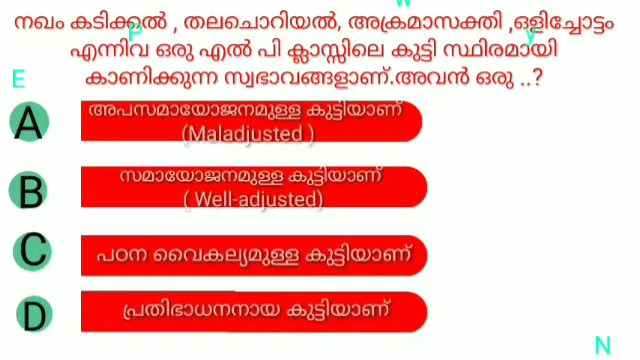 നഖം കടിക്കൽ , തലചൊറിയൽ, അക്രമാസക്തി ,ഒളിച്ചോട്ടം
എന്നിവ ഒരു എൽ പി ക്ലാസ്സിലെ കുട്ടി സ്ഥിരമായി
കാണിക്കുന്ന സ്വഭാവങ്ങളാണ്.അവൻ ഒരു ..?
A അപസമായോജനമുള്ള കുട്ടിയാണ്
(Maladjusted )
B സമായോജനമുള്ള കുട്ടിയാണ്
( Well-adjusted)
C പഠന വൈകല്യമുള്ള കുട്ടിയാണ്
D പ്രതിഭാധനനായ കുട്ടിയാണ്
W
P
y
E
N